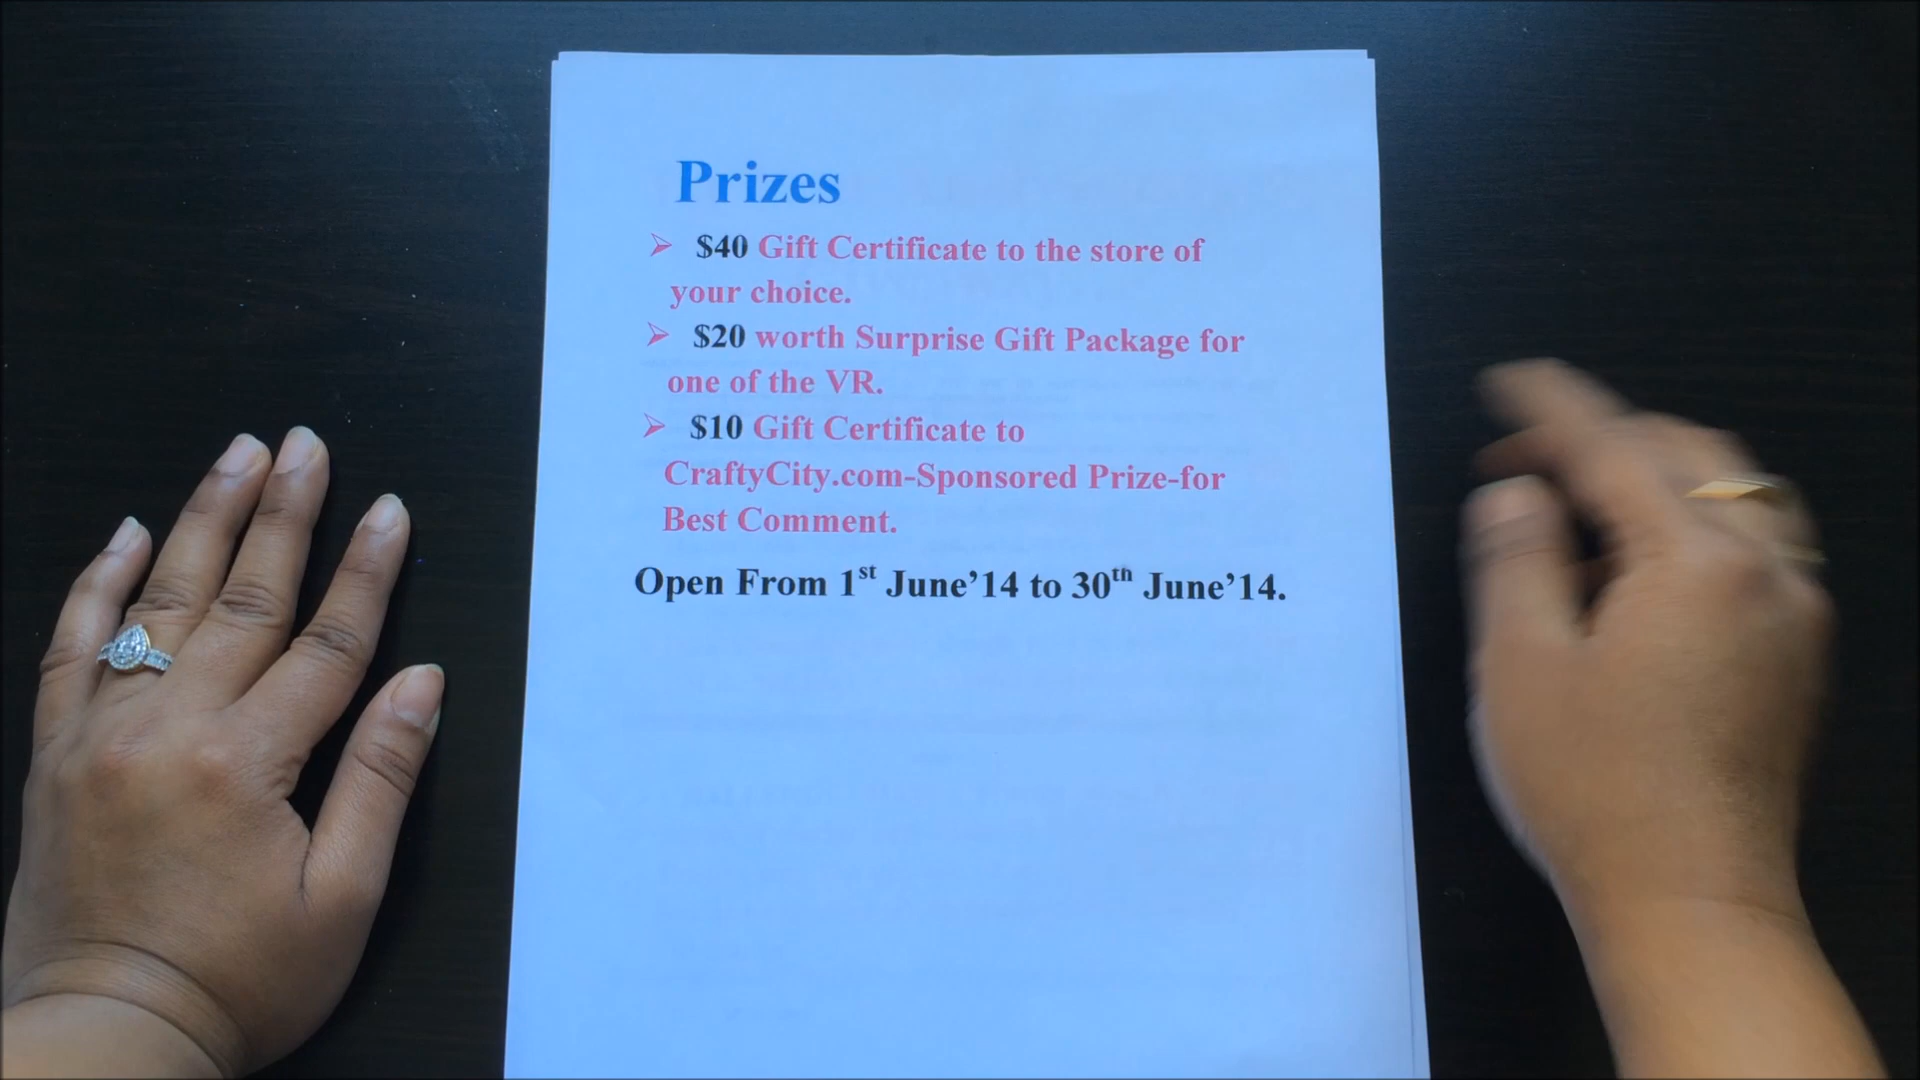 Prizes
➢ $40 Gift Certificate to the store of
your choice.
➢ $20 worth Surprise Gift Package for
one of the VR.
➢ $10 Gift Certificate to
CraftyCity.com-Sponsored Prize-for
Best Comment.
Open From 1st June’14 to 30th June’14.